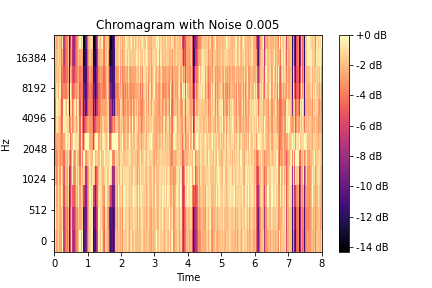 Chromagram with Noise 0.005
Hz
16384
8192
4096
2048
1024
512
0
0 1 2 3 4 5 6 7 8
Time
+0 dB
-2 dB
-4 dB
-6 dB
-8 dB
-10 dB
-12 dB
-14 dB